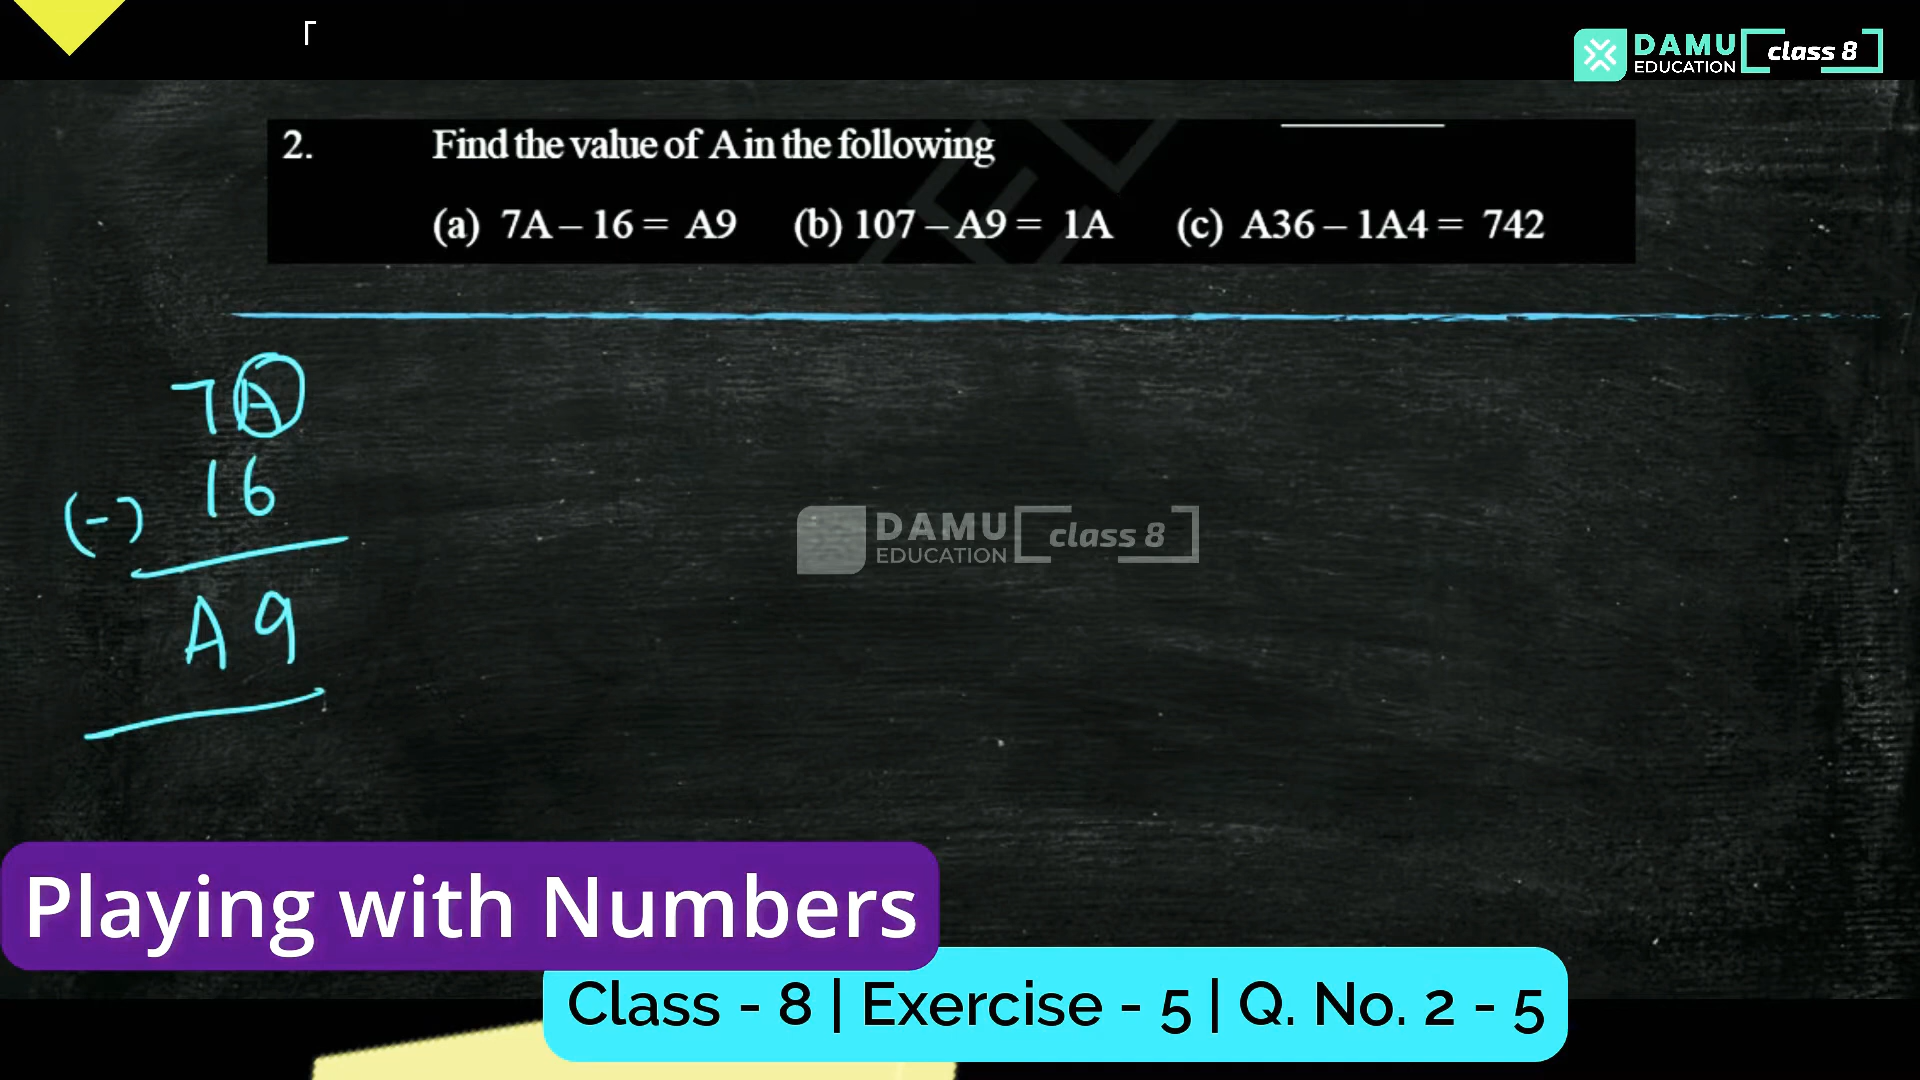 DAMU
EDUCATION
class 8
2. Find the value of A in the following
(a) 7A – 16 = A9 (b) 107 – A9 = 1A (c) A36 – 1A4 = 742
7A
16
(-)
A9
DAMU
EDUCATION
class 8
Playing with Numbers
Class - 8 | Exercise - 5 | Q. No. 2 - 5